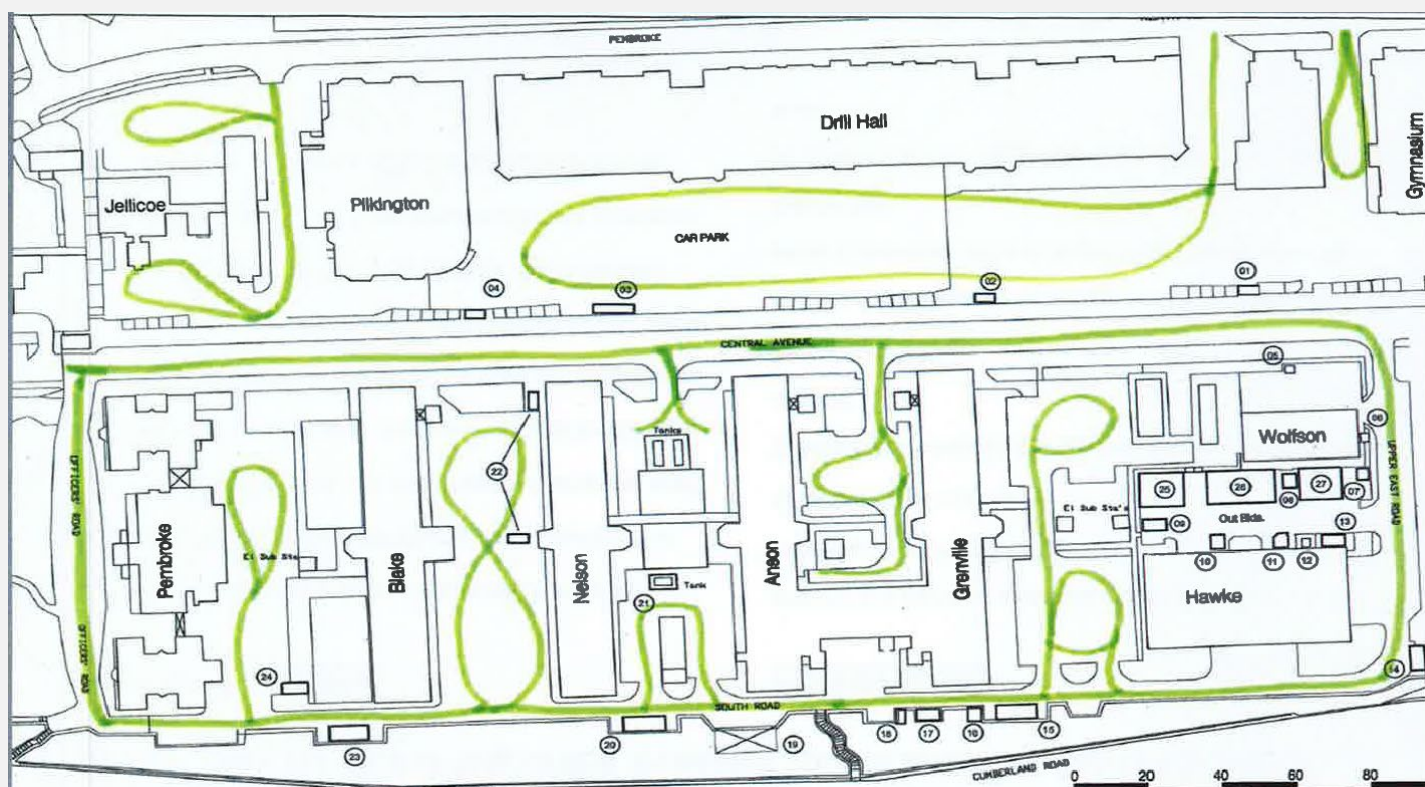 PEMBROKE
Drill Hall
Gymnasium
Jellicoe
Pilkington
CAR PARK
01
02
03
04
CENTRAL AVENUE
05
06
Tanks
Wolfson
22
UPPER EAST ROAD
OFFICERS' ROAD
25
26
27
07
El Sub Sta's
08
Out Blds.
09
13
Pembroke
El Sub Sta
Blake
Nelson
Anson
Grenville
10
11
12
Tank
21
Hawke
OFFICERS' ROAD
24
14
SOUTH ROAD
23
20
19
18
17
16
15
CUMBERLAND ROAD
0 20 40 60 80